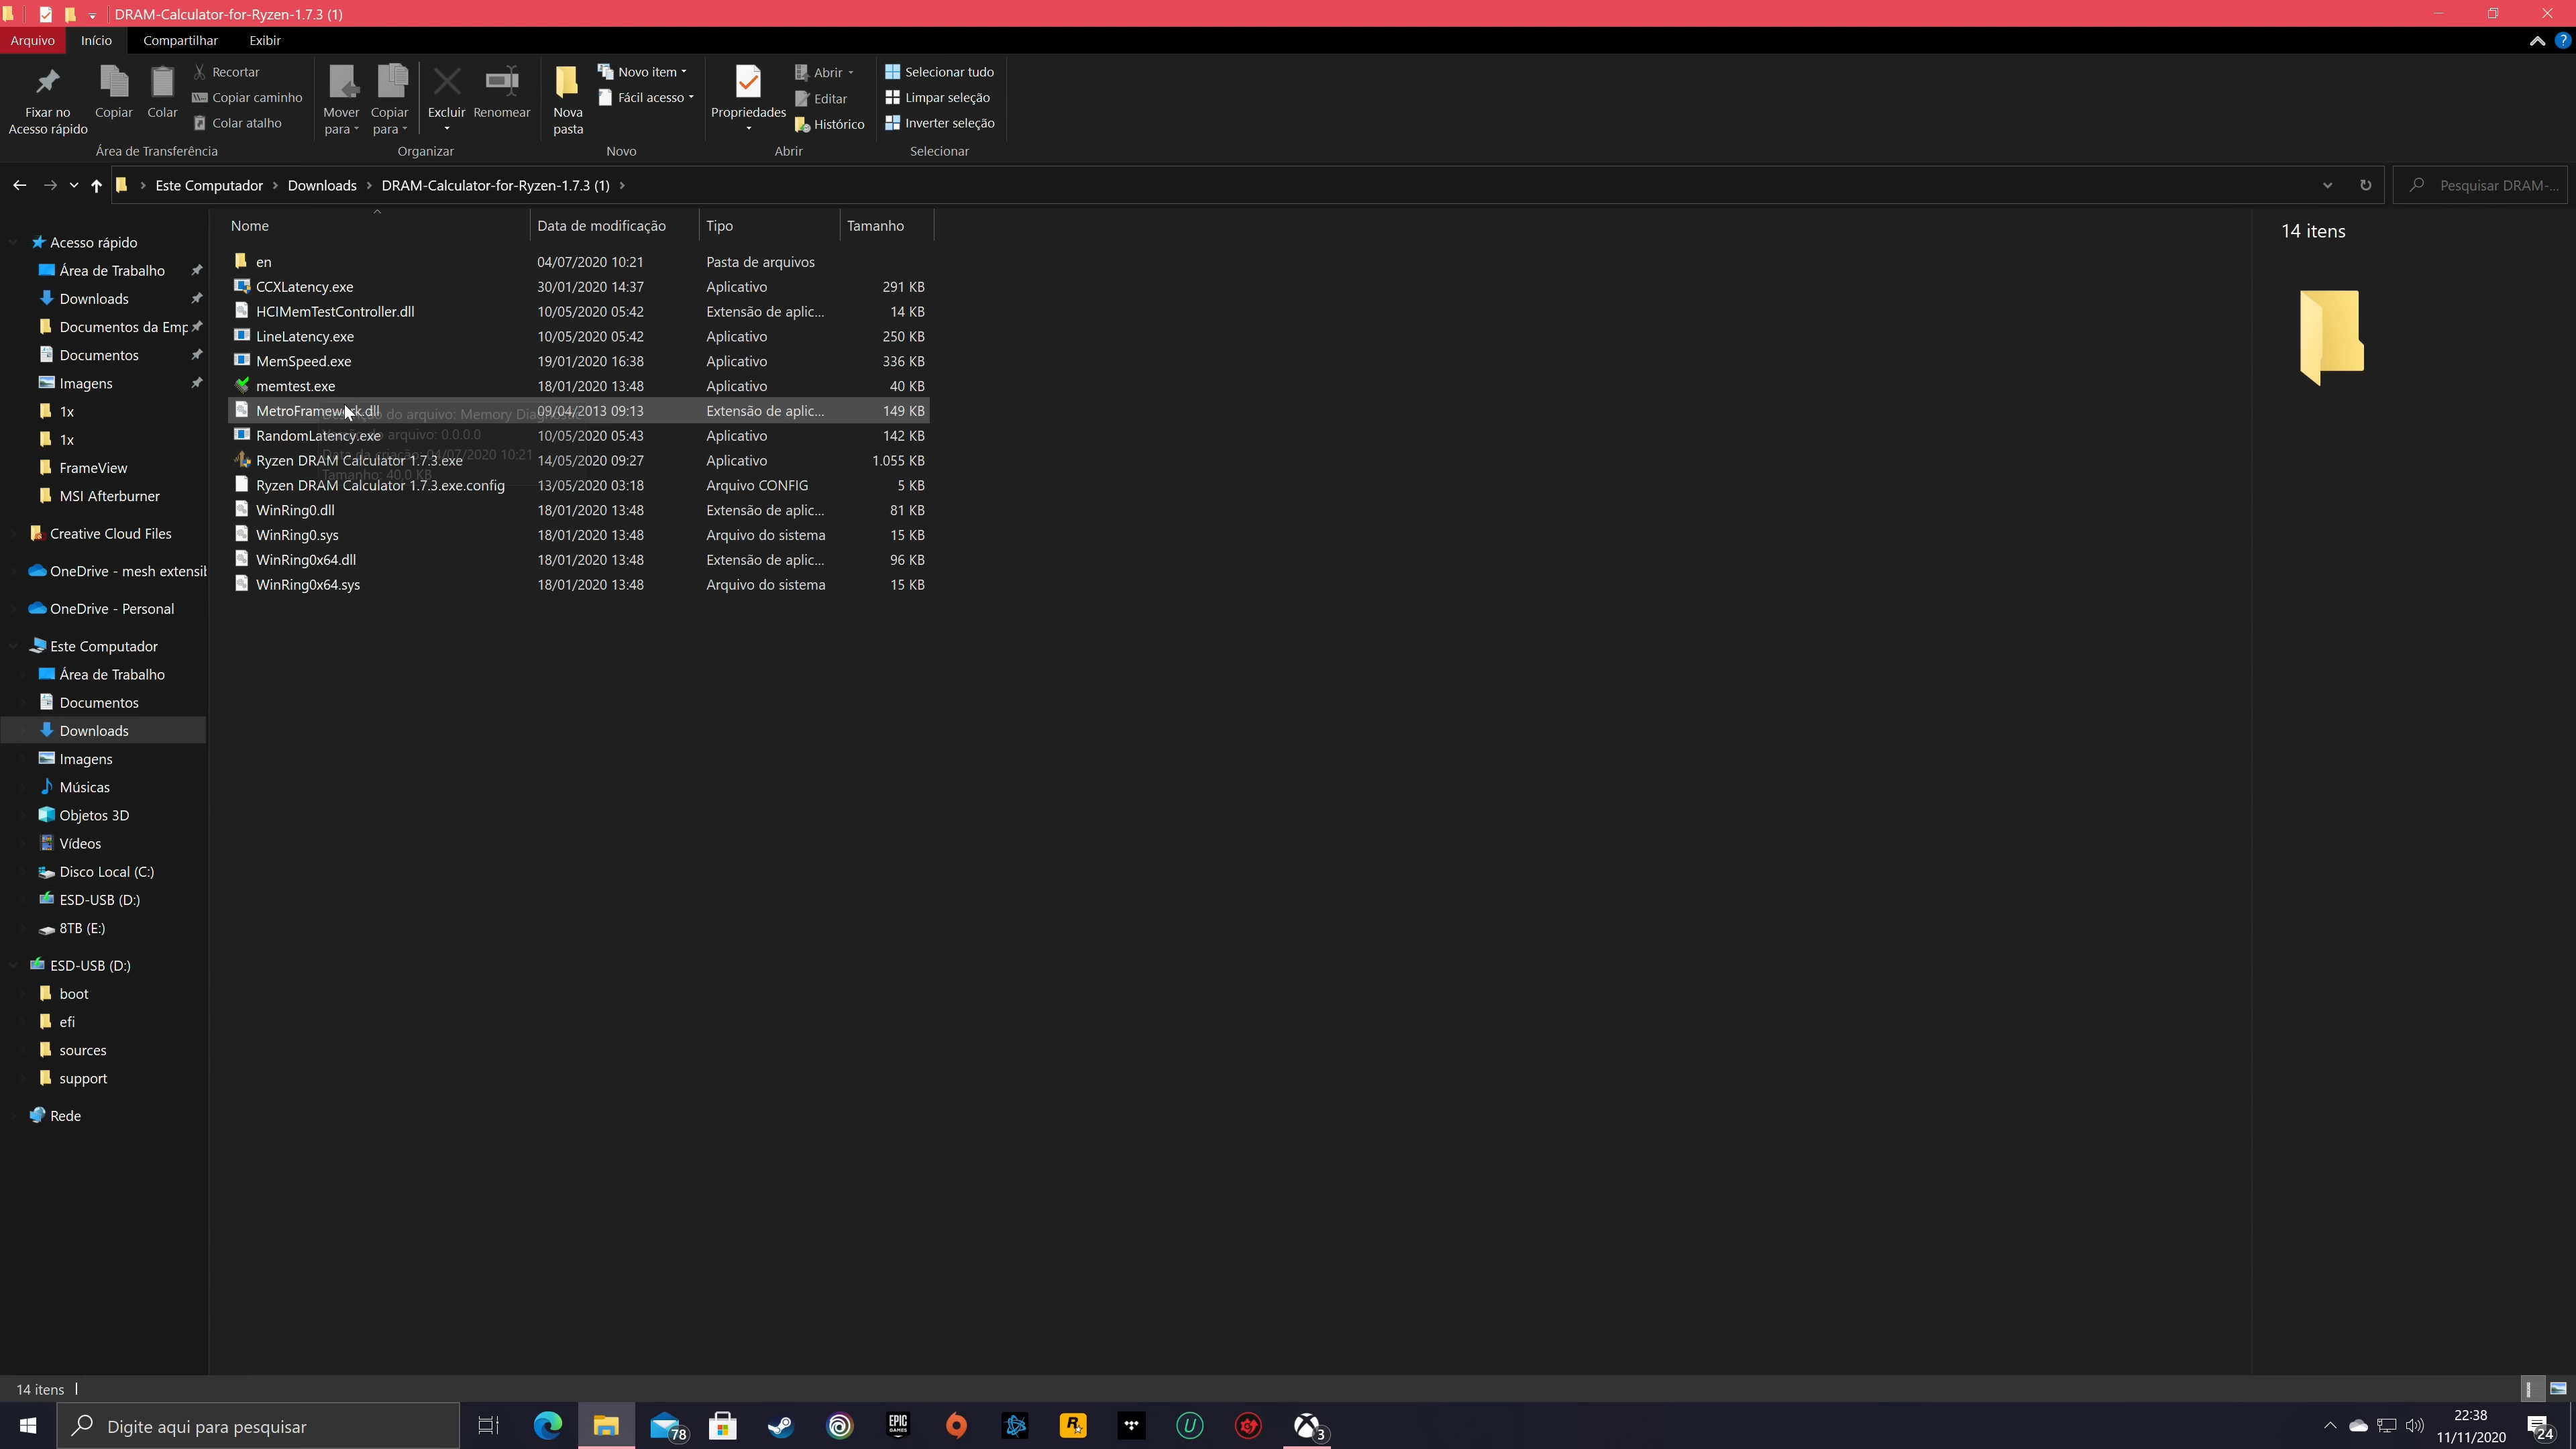 DRAM-Calculator-for-Ryzen-1.7.3 (1)
Arquivo Início Compartilhar Exibir
Fixar no Acesso rápido
Copiar
Colar
Recortar
Copiar caminho
Colar atalho
Área de Transferência
Mover para
Copiar para
Excluir
Renomear
Organizar
Nova pasta
Novo item
Fácil acesso
Novo
Propriedades
Abrir
Editar
Histórico
Abrir
Selecionar tudo
Limpar seleção
Inverter seleção
Selecionar
Este Computador > Downloads > DRAM-Calculator-for-Ryzen-1.7.3 (1) >
Pesquisar DRAM-...
Acesso rápido
Área de Trabalho
Downloads
Documentos da Emp
Documentos
Imagens
1x
1x
FrameView
MSI Afterburner
Creative Cloud Files
OneDrive - mesh extensib
OneDrive - Personal
Este Computador
Área de Trabalho
Documentos
Downloads
Imagens
Músicas
Objetos 3D
Vídeos
Disco Local (C:)
ESD-USB (D:)
8TB (E:)
ESD-USB (D:)
boot
efi
sources
support
Rede
Nome Data de modificação Tipo Tamanho
en 04/07/2020 10:21 Pasta de arquivos
CCXLatency.exe 30/01/2020 14:37 Aplicativo 291 KB
HCIMemTestController.dll 10/05/2020 05:42 Extensão de aplic... 14 KB
LineLatency.exe 10/05/2020 05:42 Aplicativo 250 KB
MemSpeed.exe 19/01/2020 16:38 Aplicativo 336 KB
memtest.exe 18/01/2020 13:48 Aplicativo 40 KB
MetroFramework.dll 09/04/2013 09:13 Extensão de aplic... 149 KB
RandomLatency.exe 10/05/2020 05:43 Aplicativo 142 KB
Ryzen DRAM Calculator 1.7.3.exe 14/05/2020 09:27 Aplicativo 1.055 KB
Ryzen DRAM Calculator 1.7.3.exe.config 13/05/2020 03:18 Arquivo CONFIG 5 KB
WinRing0.dll 18/01/2020 13:48 Extensão de aplic... 81 KB
WinRing0.sys 18/01/2020 13:48 Arquivo do sistema 15 KB
WinRing0x64.dll 18/01/2020 13:48 Extensão de aplic... 96 KB
WinRing0x64.sys 18/01/2020 13:48 Arquivo do sistema 15 KB
do arquivo: Memory
arquivo: 0.0.0.0
Data da criação: 04/07/2020 10:21
Tamanho: 40,0 KB
14 itens
14 itens
Digite aqui para pesquisar
78
EPIC GAMES
3
22:38
11/11/2020
24